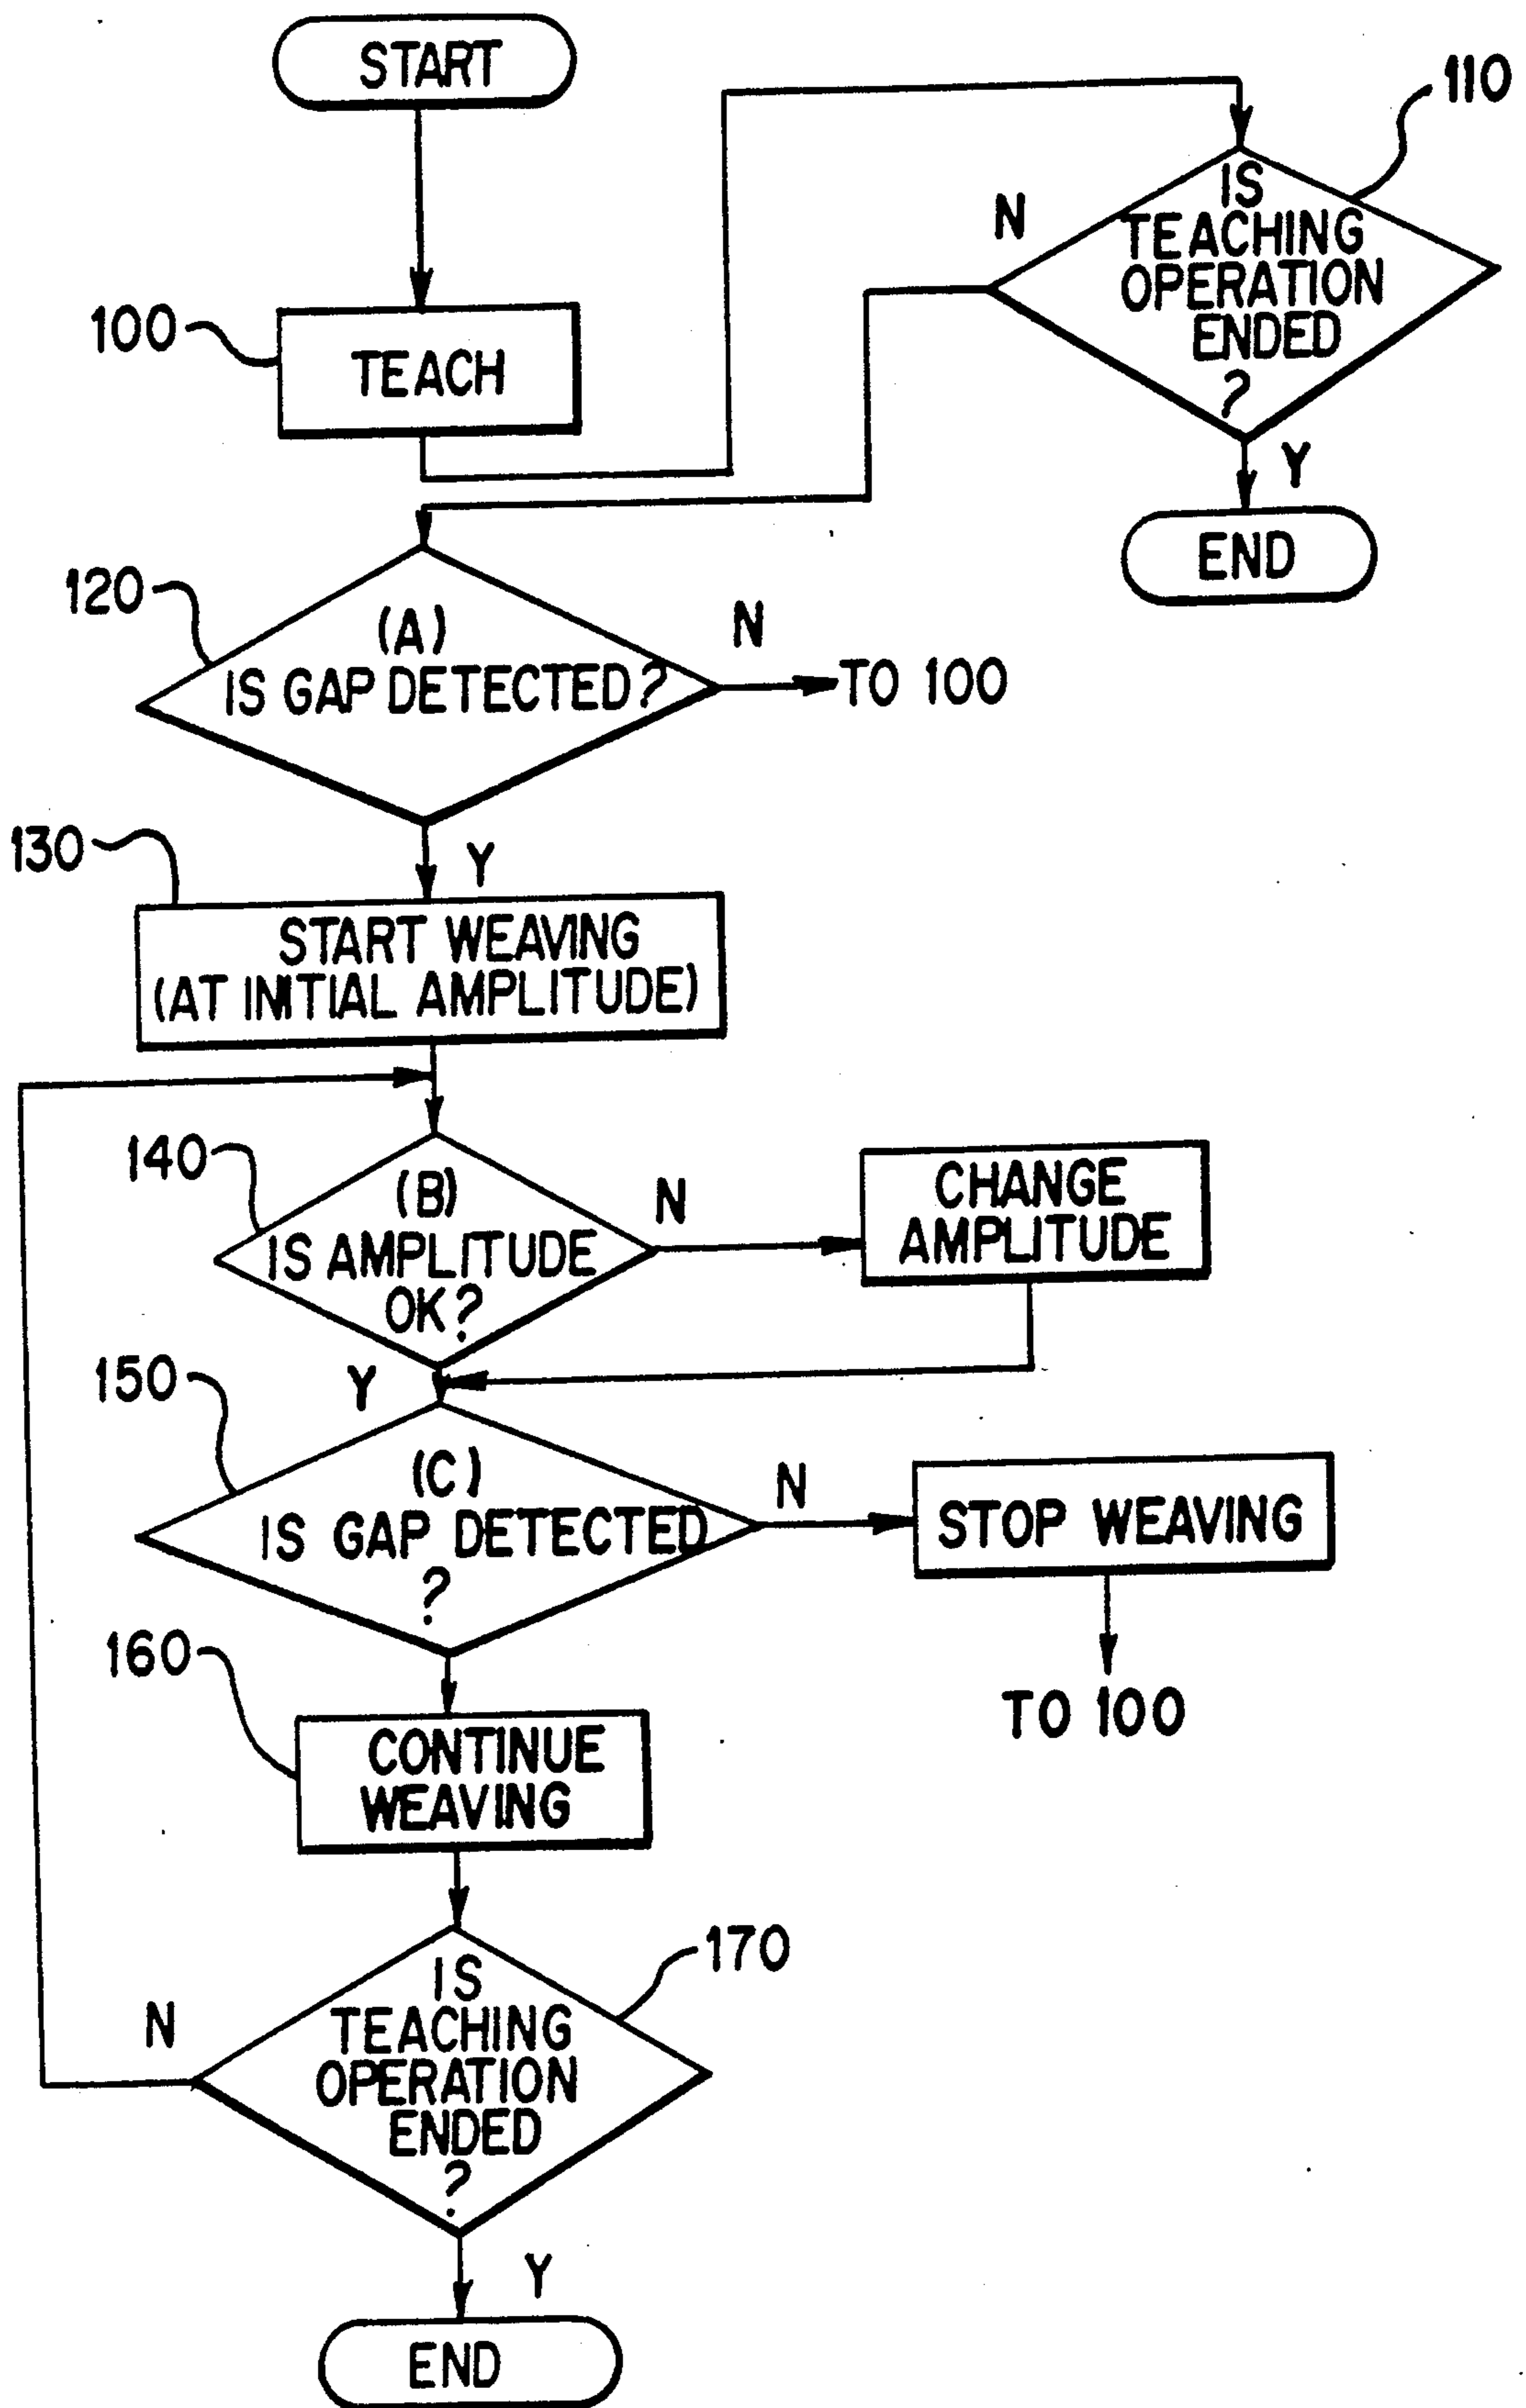 START
110
IS
TEACHING
OPERATION
ENDED
?
N
Y
END
100
TEACH
120
(A)
IS GAP DETECTED?
N
TO 100
Y
130
START WEAVING
(AT INITIAL AMPLITUDE)
140
(B)
IS AMPLITUDE
OK?
N
CHANGE
AMPLITUDE
Y
150
(C)
IS GAP DETECTED
?
N
STOP WEAVING
TO 100
160
CONTINUE
WEAVING
170
IS
TEACHING
OPERATION
ENDED
?
N
Y
END